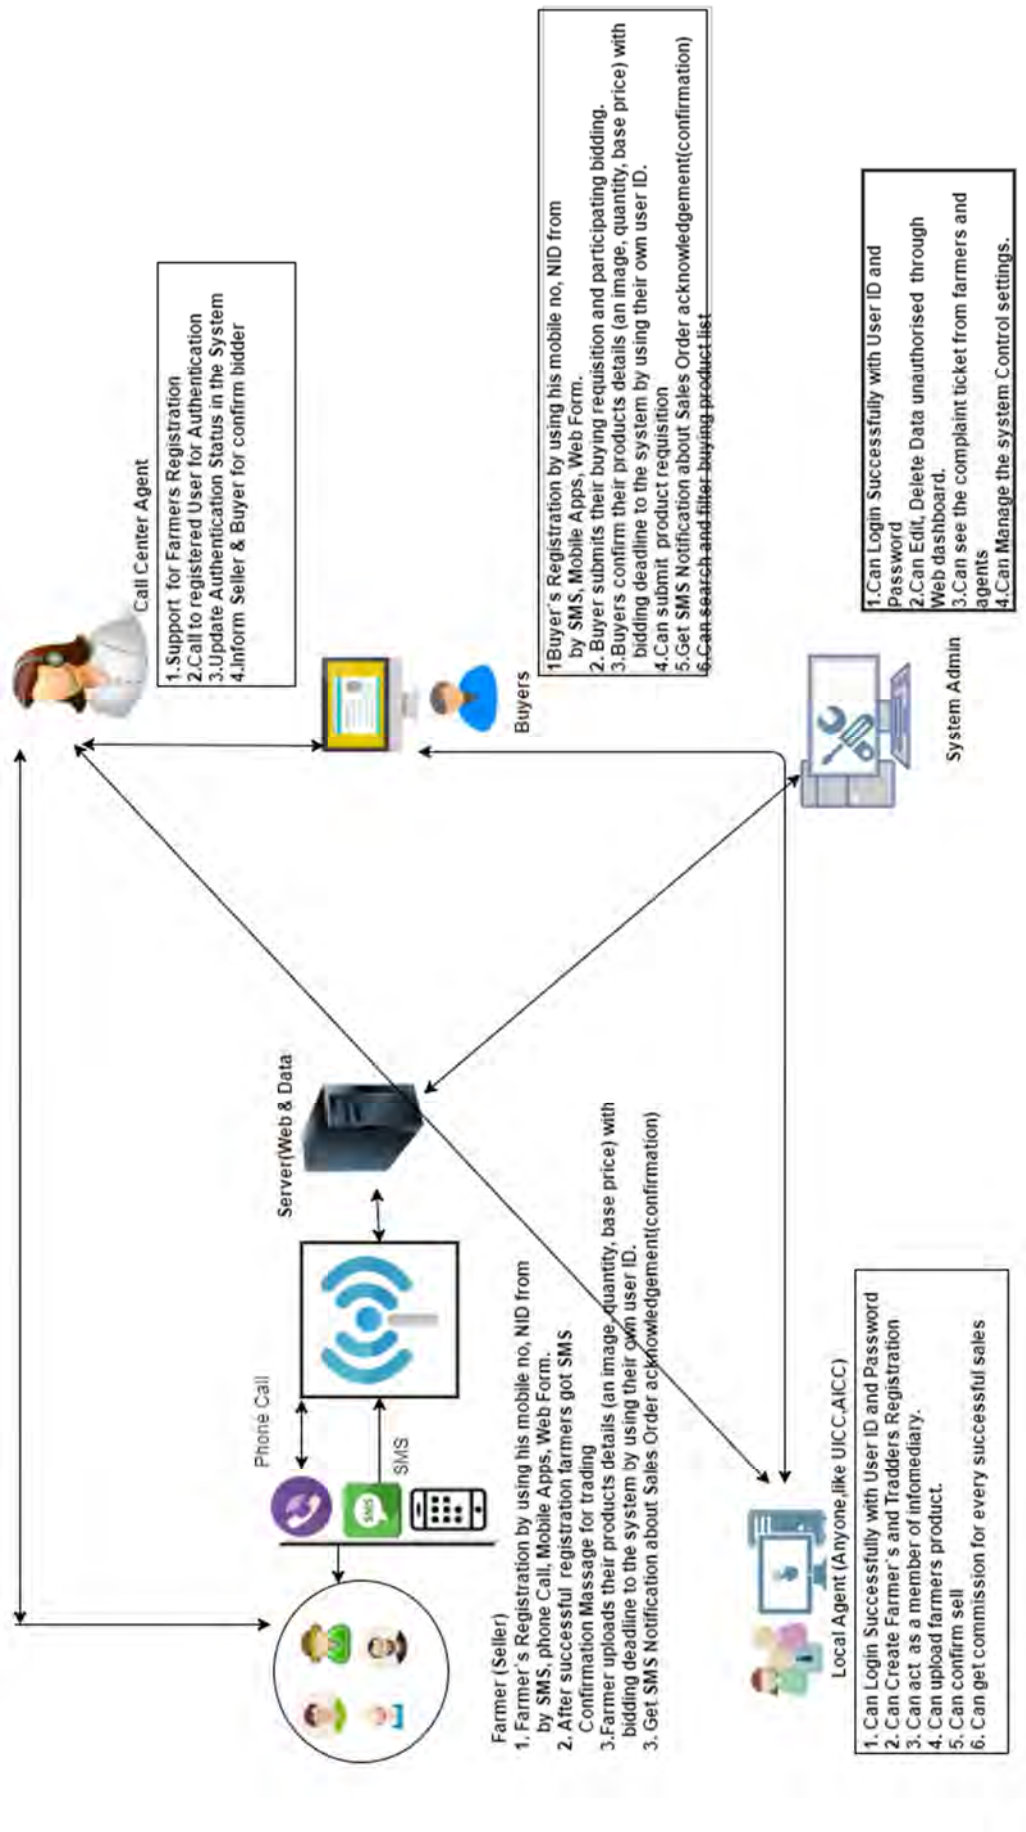 Call Center Agent
1.Support for Farmers Registration
2.Call to registered User for Authentication
3.Update Authentication Status in the System
4.Inform Seller & Buyer for confirm bidder
Phone Call
SMS
SMS
Server(Web & Data
Buyers
1Buyer's Registration by using his mobile no, NID from
by SMS, Mobile Apps, Web Form.
2. Buyer submits their buying requisition and participating bidding.
3.Buyers confirm their products details (an image, quantity, base price) with
bidding deadline to the system by using their own user ID.
4.Can submit product requisition
5.Get SMS Notification about Sales Order acknowledgement(confirmation)
6.Can search and filter buying product list
Farmer (Seller)
1. Farmer's Registration by using his mobile no, NID from
by SMS, phone Call, Mobile Apps, Web Form.
2. After successful registration farmers got SMS
Confirmation Massage for trading
3.Farmer uploads their products details (an image, quantity, base price) with
bidding deadline to the system by using their own user ID.
3. Get SMS Notification about Sales Order acknowledgement(confirmation)
Local Agent (Anyone,like UICC,AICC)
1. Can Login Successfully with User ID and Password
2. Can Create Farmer's and Tradders Registration
3. Can act as a member of infomediary.
4. Can upload farmers product.
5. Can confirm sell
6. Can get commission for every successful sales
System Admin
1.Can Login Successfully with User ID and
Password
2.Can Edit, Delete Data unauthorised through
Web dashboard.
3.Can see the complaint ticket from farmers and
agents
4.Can Manage the system Control settings.